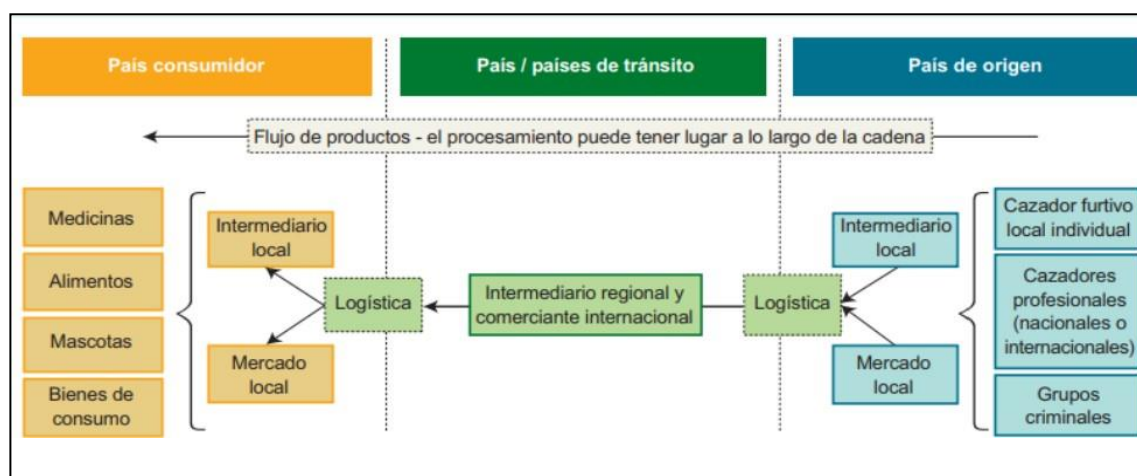 País consumidor
País / países de tránsito
País de origen
Flujo de productos - el procesamiento puede tener lugar a lo largo de la cadena
Medicinas
Alimentos
Mascotas
Bienes de
consumo
Intermediario
local
Mercado
local
Logística
Intermediario regional y
comerciante internacional
Logística
Intermediario
local
Mercado
local
Cazador furtivo
local individual
Cazadores
profesionales
(nacionales o
internacionales)
Grupos
criminales